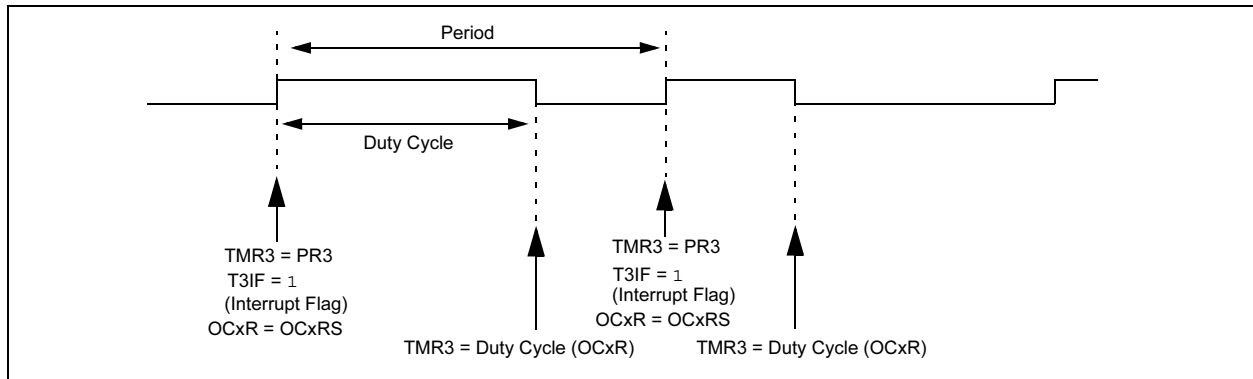 Period
Duty Cycle
TMR3 = PR3
T3IF = 1
(Interrupt Flag)
OCxR = OCxRS
TMR3 = Duty Cycle (OCxR)
TMR3 = PR3
T3IF = 1
(Interrupt Flag)
OCxR = OCxRS
TMR3 = Duty Cycle (OCxR)